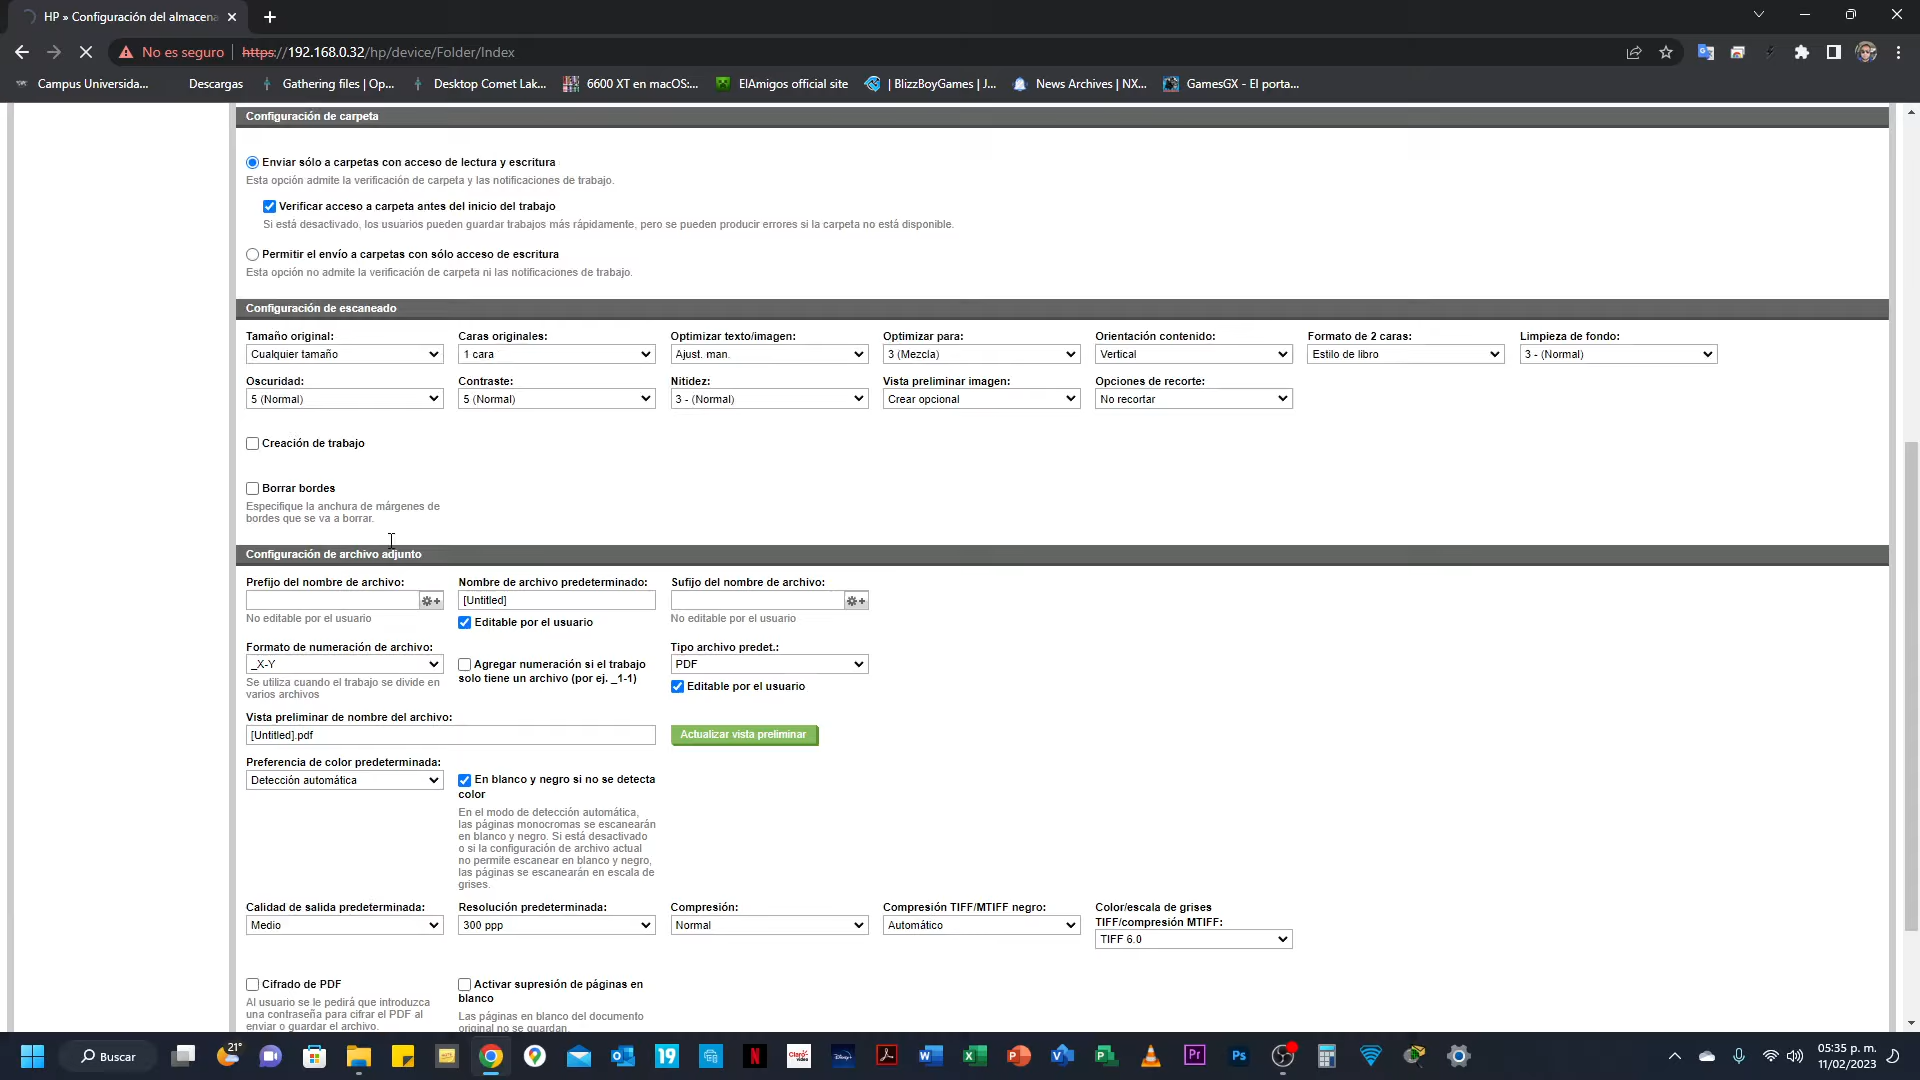 HP » Configuración del almacena
No es seguro
https://192.168.0.32/hp/device/Folder/Index
Campus Universida...
Descargas
Gathering files | Op...
Desktop Comet Lak...
6600 XT en macOS:...
ElAmigos official site
| BlizzBoyGames | J...
News Archives | NX...
GamesGX - El porta...
Configuración de carpeta
Enviar sólo a carpetas con acceso de lectura y escritura
Esta opción admite la verificación de carpeta y las notificaciones de trabajo.
Verificar acceso a carpeta antes del inicio del trabajo
Si está desactivado, los usuarios pueden guardar trabajos más rápidamente, pero se pueden producir errores si la carpeta no está disponible.
Permitir el envío a carpetas con sólo acceso de escritura
Esta opción no admite la verificación de carpeta ni las notificaciones de trabajo.
Configuración de escaneado
Tamaño original: Caras originales: Optimizar texto/imagen: Optimizar para: Orientación contenido: Formato de 2 caras: Limpieza de fondo:
Cualquier tamaño 1 cara Ajust. man. 3 (Mezcla) Vertical Estilo de libro 3 - (Normal)
Oscuridad: Contraste: Nitidez: Vista preliminar imagen: Opciones de recorte:
5 (Normal) 5 (Normal) 3 - (Normal) Crear opcional No recortar
Creación de trabajo
Borrar bordes
Especifique la anchura de márgenes de
bordes que se va a borrar.
Configuración de archivo adjunto
Prefijo del nombre de archivo: Nombre de archivo predeterminado: Sufijo del nombre de archivo:
[Untitled]
No editable por el usuario
Editable por el usuario
No editable por el usuario
Formato de numeración de archivo:
_X-Y
Se utiliza cuando el trabajo se divide en
varios archivos
Agregar numeración si el trabajo
solo tiene un archivo (por ej. _1-1)
Tipo archivo predet.:
PDF
Editable por el usuario
Vista preliminar de nombre del archivo:
[Untitled].pdf
Actualizar vista preliminar
Preferencia de color predeterminada:
Detección automática
En blanco y negro si no se detecta
color
En el modo de detección automática,
las páginas monocromas se escanearán
en blanco y negro. Si está desactivado
o si la configuración de archivo actual
no permite escanear en blanco y negro,
las páginas se escanearán en escala de
grises.
Calidad de salida predeterminada: Resolución predeterminada: Compresión: Compresión TIFF/MTIFF negro: Color/escala de grises
TIFF/compresión MTIFF:
Medio 300 ppp Normal Automático TIFF 6.0
Cifrado de PDF
Al usuario se le pedirá que introduzca
una contraseña para cifrar el PDF al
enviar o guardar el archivo.
Activar supresión de páginas en
blanco
Las páginas en blanco del documento
original no se guardan.
Buscar
21°
19
05:35 p. m.
11/02/2023